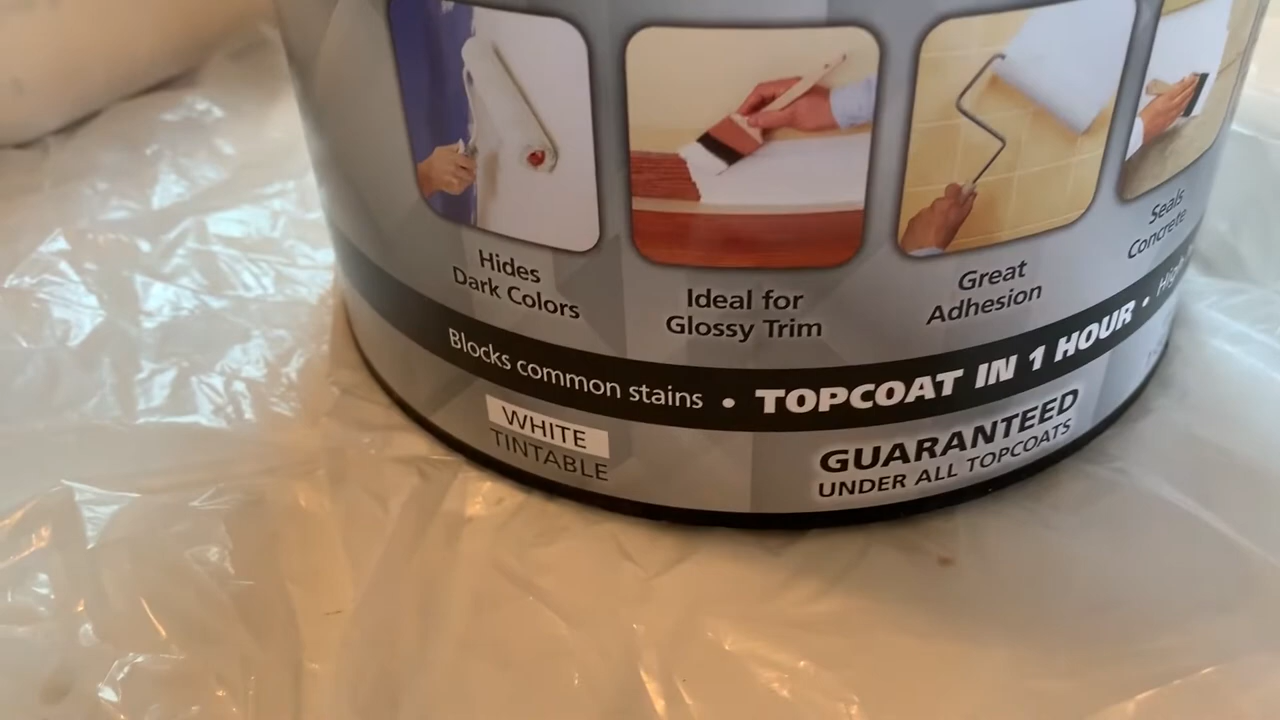 Hides
Dark Colors
Ideal for
Glossy Trim
Great
Adhesion
Seals
Concrete
Blocks common stains • TOPCOAT IN 1 HOUR •
WHITE
TINTABLE
GUARANTEED
UNDER ALL TOPCOATS